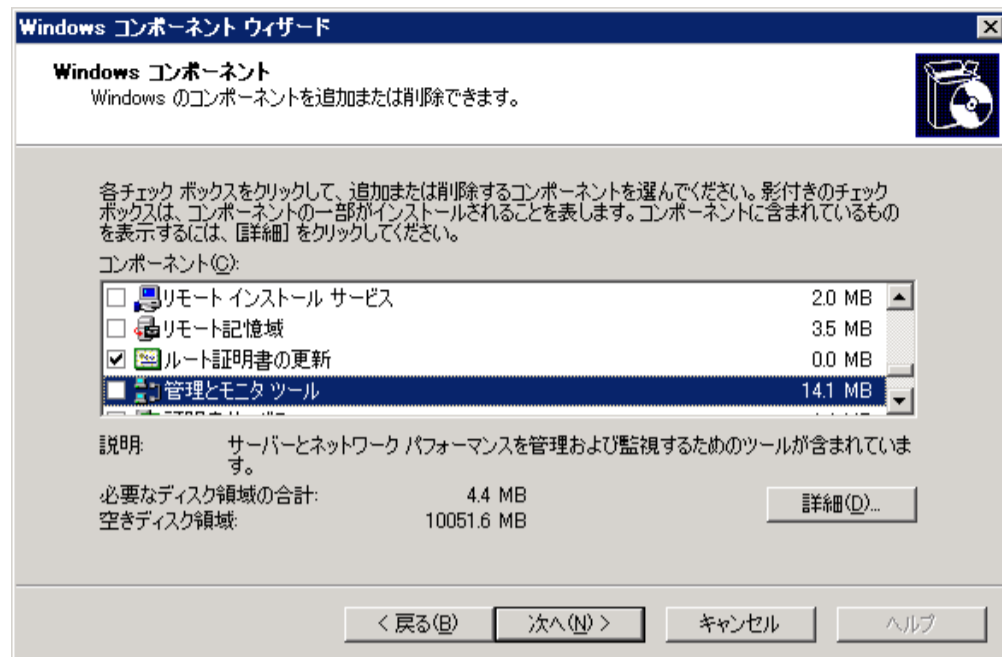 Windows コンポーネント ウィザード
Windows コンポーネント
Windows のコンポーネントを追加または削除できます。
各チェック ボックスをクリックして、追加または削除するコンポーネントを選んでください。影付きのチェック
ボックスは、コンポーネントの一部がインストールされることを表します。コンポーネントに含まれているもの
を表示するには、[詳細] をクリックしてください。
コンポーネント(C):
リモート インストール サービス 2.0 MB
リモート記憶域 3.5 MB
ルート証明書の更新 0.0 MB
管理とモニタ ツール 14.1 MB
説明: サーバーとネットワーク パフォーマンスを管理および監視するためのツールが含まれていま
す。
必要なディスク領域の合計: 4.4 MB
空きディスク領域: 10051.6 MB
詳細(D)...
< 戻る(B)
次へ(N) >
キャンセル
ヘルプ